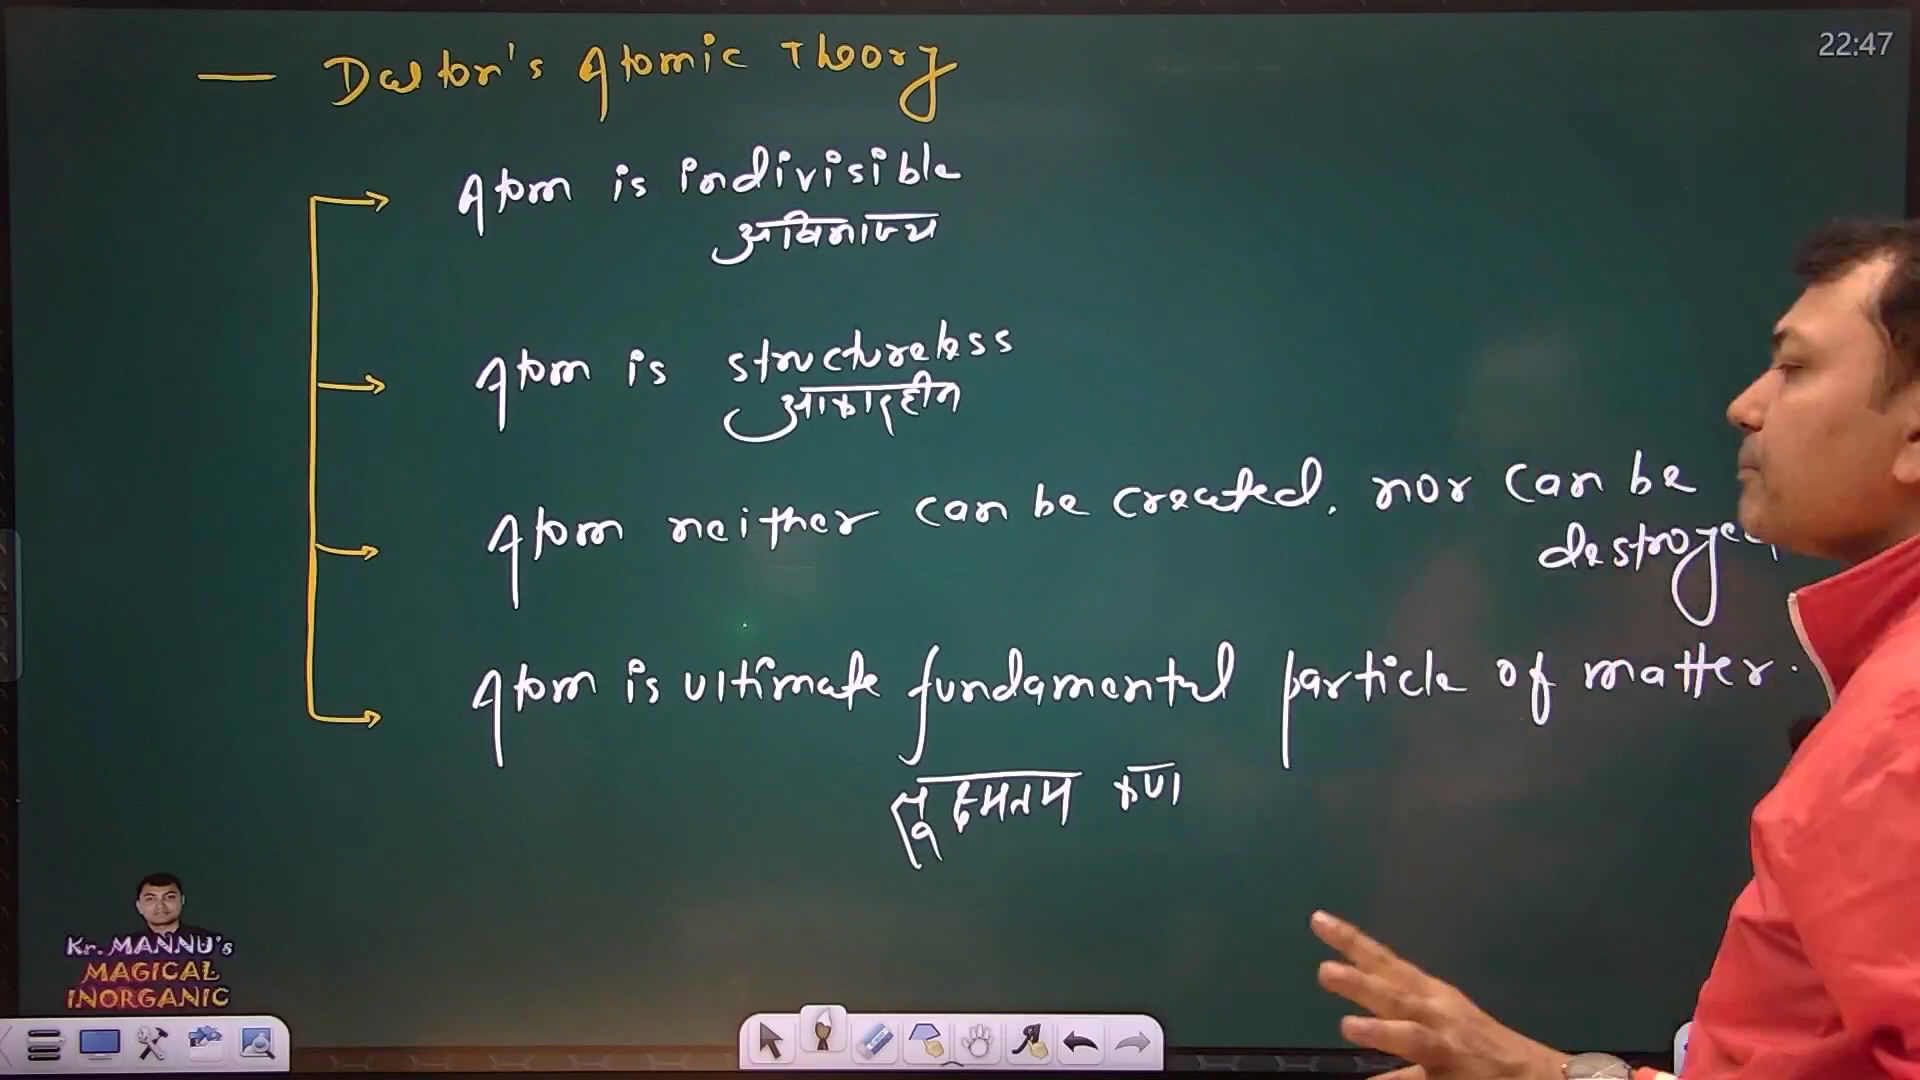 22:47
— Dalton's Atomic Theory
Atom is indivisible
अविभाज्य
Atom is structureless
आकारहीन
Atom neither can be created, nor can be
destroyed
Atom is ultimate fundamental particle of matter.
सूक्ष्मतम कण
Kr. MANNU's
MAGICAL
INORGANIC